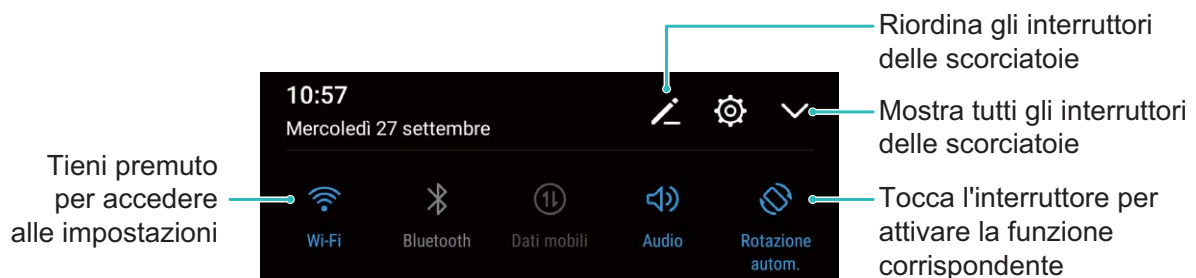 Riordina gli interruttori
delle scorciatoie
10:57
Mercoledì 27 settembre
Mostra tutti gli interruttori
delle scorciatoie
Tieni premuto
per accedere
alle impostazioni
Wi-Fi
Bluetooth
Dati mobili
Audio
Rotazione
autom.
Tocca l'interruttore per
attivare la funzione
corrispondente